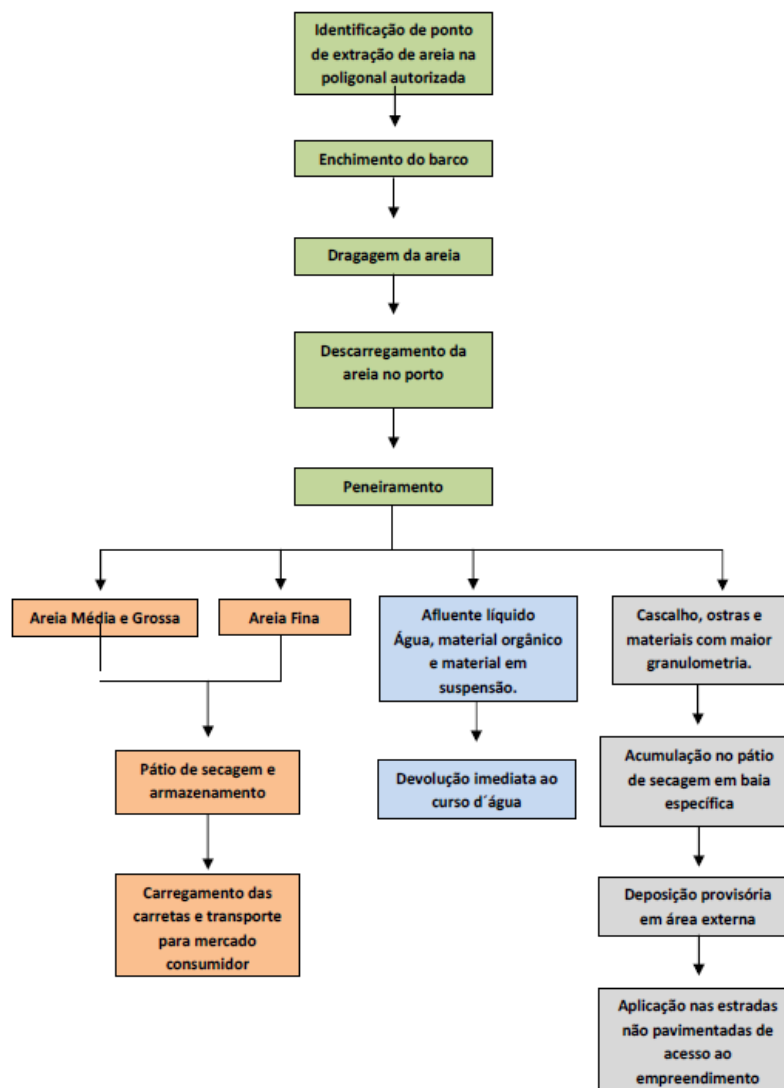 Identificação de ponto
de extração de areia na
poligonal autorizada
Enchimento do barco
Dragagem da areia
Descarregamento da
areia no porto
Peneiramento
Areia Média e Grossa
Areia Fina
Afluente líquido
Água, material orgânico
e material em
suspensão.
Cascalho, ostras e
materiais com maior
granulometria.
Pátio de secagem e
armazenamento
Devolução imediata ao
curso d´água
Acumulação no pátio
de secagem em baia
específica
Carregamento das
carretas e transporte
para mercado
consumidor
Deposição provisória
em área externa
Aplicação nas estradas
não pavimentadas de
acesso ao
empreendimento